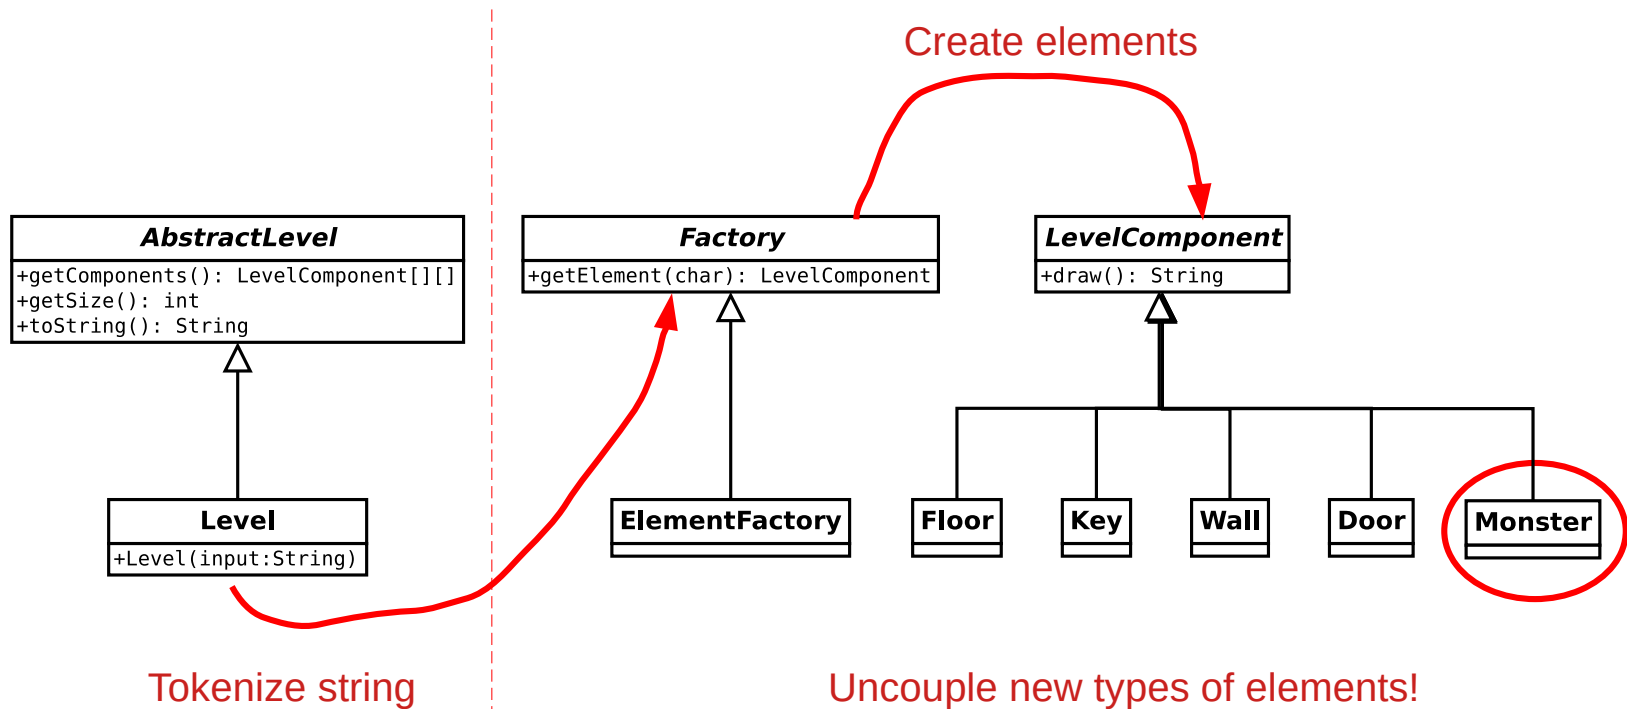 Create elements
AbstractLevel
+getComponents(): LevelComponent[][]
+getSize(): int
+toString(): String
Factory
+getElement(char): LevelComponent
LevelComponent
+draw(): String
Level
+Level(input:String)
ElementFactory
Floor
Key
Wall
Door
Monster
Tokenize string
Uncouple new types of elements!